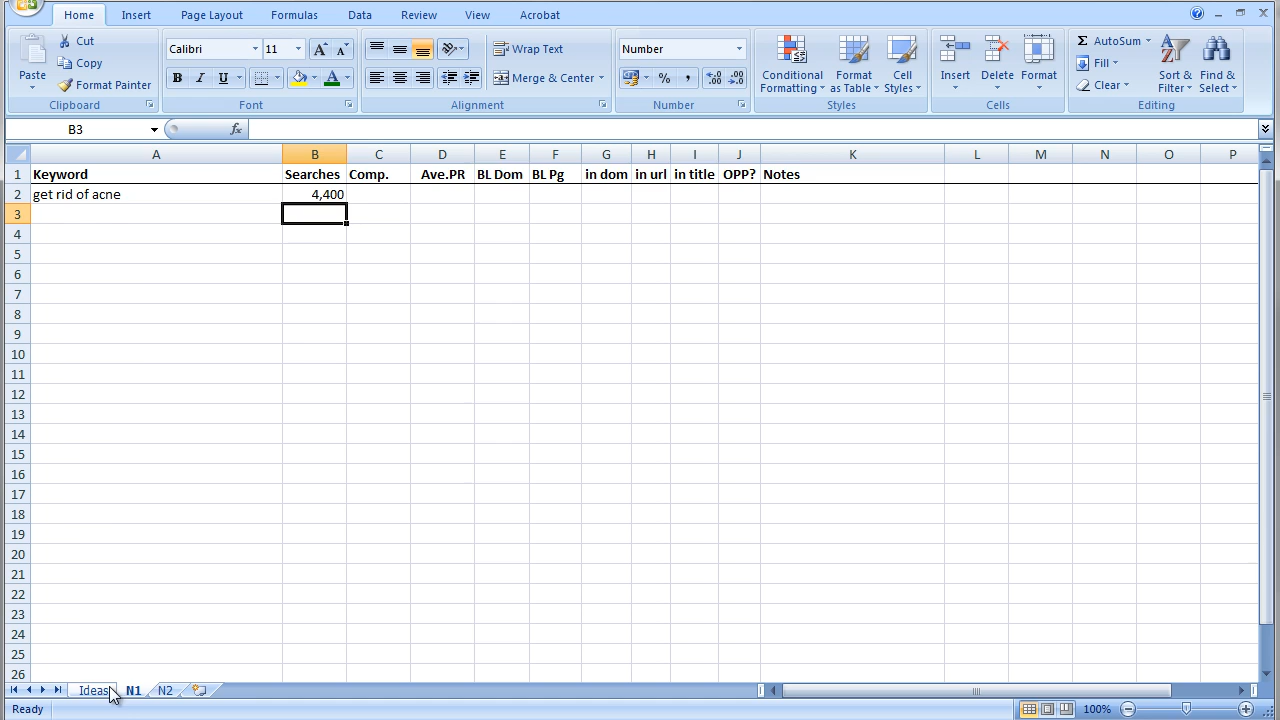 Home Insert Page Layout Formulas Data Review View Acrobat
Cut
Copy
Format Painter
Paste
Clipboard
Calibri 11
B I U
Font
Wrap Text
Merge & Center
Alignment
Number
% ,
Number
Conditional Formatting
Format as Table
Cell Styles
Styles
Insert Delete Format
Cells
Σ AutoSum
Fill
Clear
Sort & Filter
Find & Select
Editing
B3 fx
A B C D E F G H I J K L M N O P
1 Keyword Searches Comp. Ave.PR BL Dom BL Pg in dom in url in title OPP? Notes
2 get rid of acne 4,400
3
4
5
6
7
8
9
10
11
12
13
14
15
16
17
18
19
20
21
22
23
24
25
26
Ideas N1 N2
Ready 100%